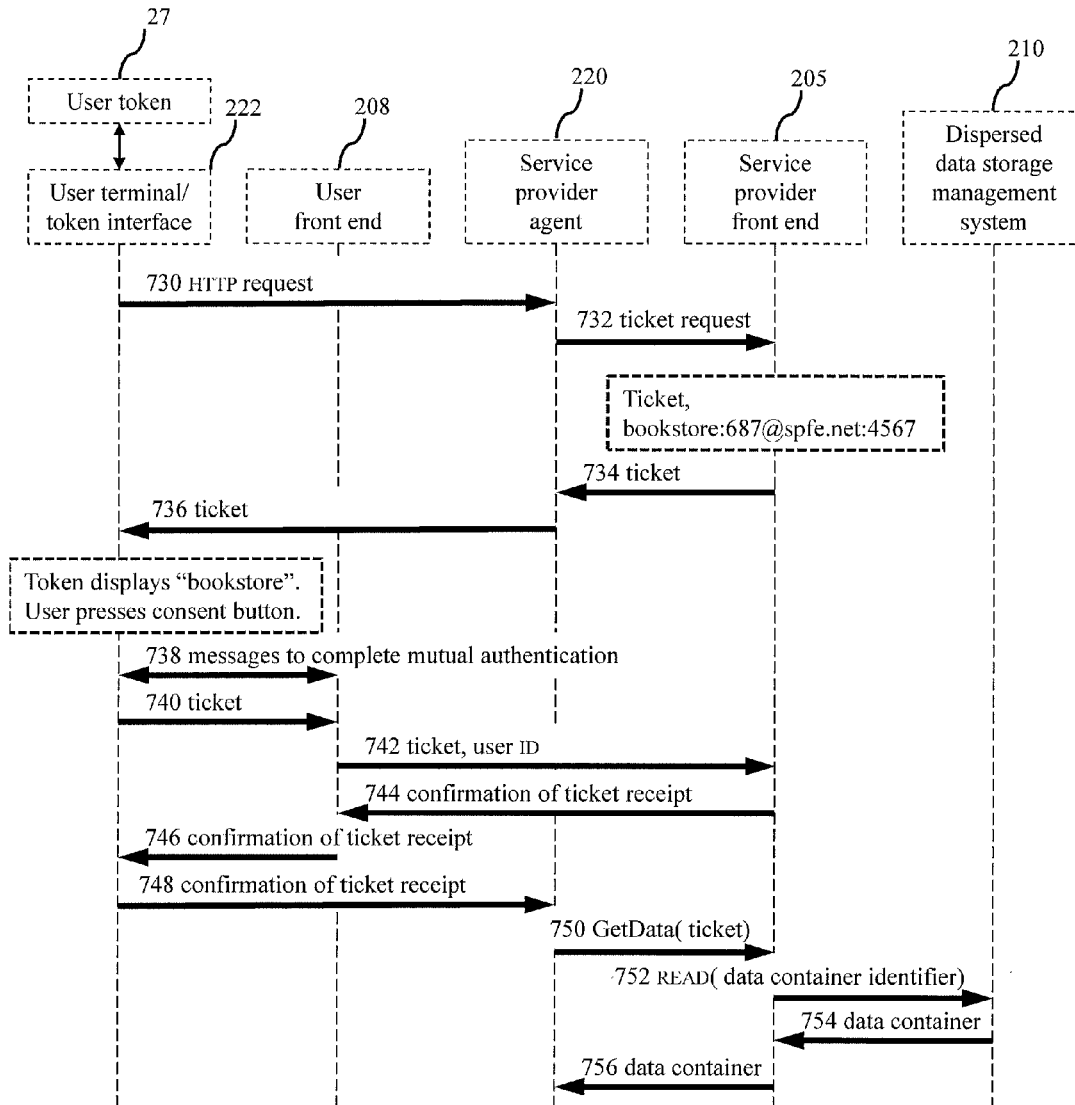 27
210
220
205
User token
222
208
User terminal/
token interface
User
front end
Service
provider
agent
Service
provider
front end
Dispersed
data storage
management
system
730 HTTP request
732 ticket request
Ticket,
bookstore:687@spfe.net:4567
734 ticket
736 ticket
Token displays “bookstore”.
User presses consent button.
738 messages to complete mutual authentication
740 ticket
742 ticket, user ID
744 confirmation of ticket receipt
746 confirmation of ticket receipt
748 confirmation of ticket receipt
750 GetData( ticket)
752 READ( data container identifier)
754 data container
756 data container